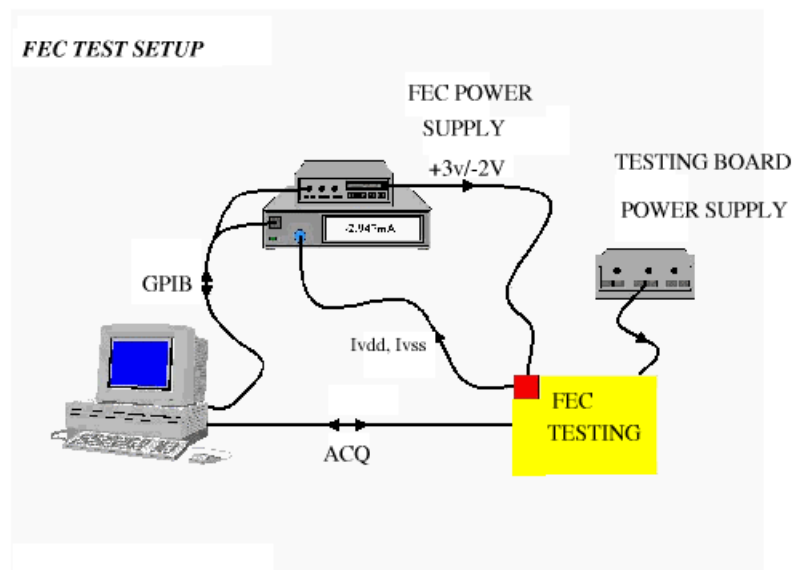 FEC TEST SETUP
FEC POWER
SUPPLY
+3v/-2V
TESTING BOARD
POWER SUPPLY
-2.947mA
GPIB
Ivdd, Ivss
FEC
TESTING
ACQ